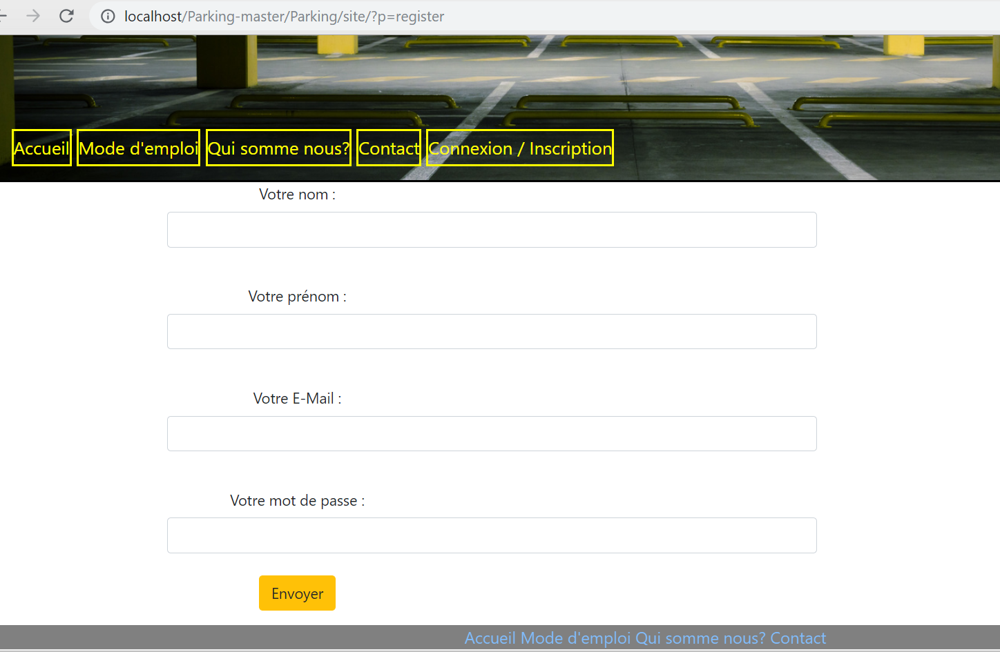 localhost/Parking-master/Parking/site/?p=register
Accueil Mode d'emploi Qui somme nous? Contact Connexion / Inscription
Votre nom :
Votre prénom :
Votre E-Mail :
Votre mot de passe :
Envoyer
Accueil Mode d'emploi Qui somme nous? Contact